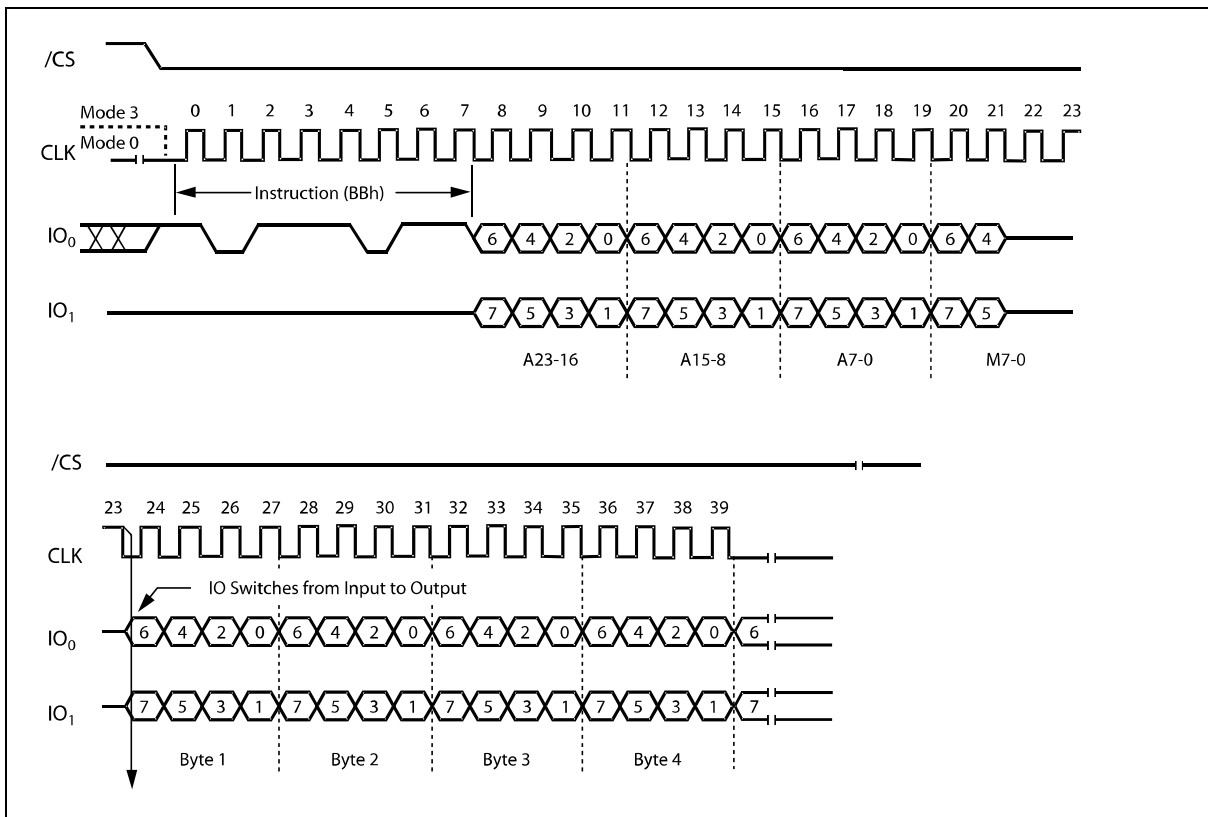 /CS
Mode 3
0 1 2 3 4 5 6 7 8 9 10 11 12 13 14 15 16 17 18 19 20 21 22 23
Mode 0
CLK
Instruction (BBh)
IO0 6 4 2 0 6 4 2 0 6 4 2 0 6 4
IO1 7 5 3 1 7 5 3 1 7 5 3 1 7 5
A23-16 A15-8 A7-0 M7-0
/CS
23 24 25 26 27 28 29 30 31 32 33 34 35 36 37 38 39
CLK
IO Switches from Input to Output
IO0 6 4 2 0 6 4 2 0 6 4 2 0 6 4 2 0 6
IO1 7 5 3 1 7 5 3 1 7 5 3 1 7 5 3 1 7
Byte 1 Byte 2 Byte 3 Byte 4